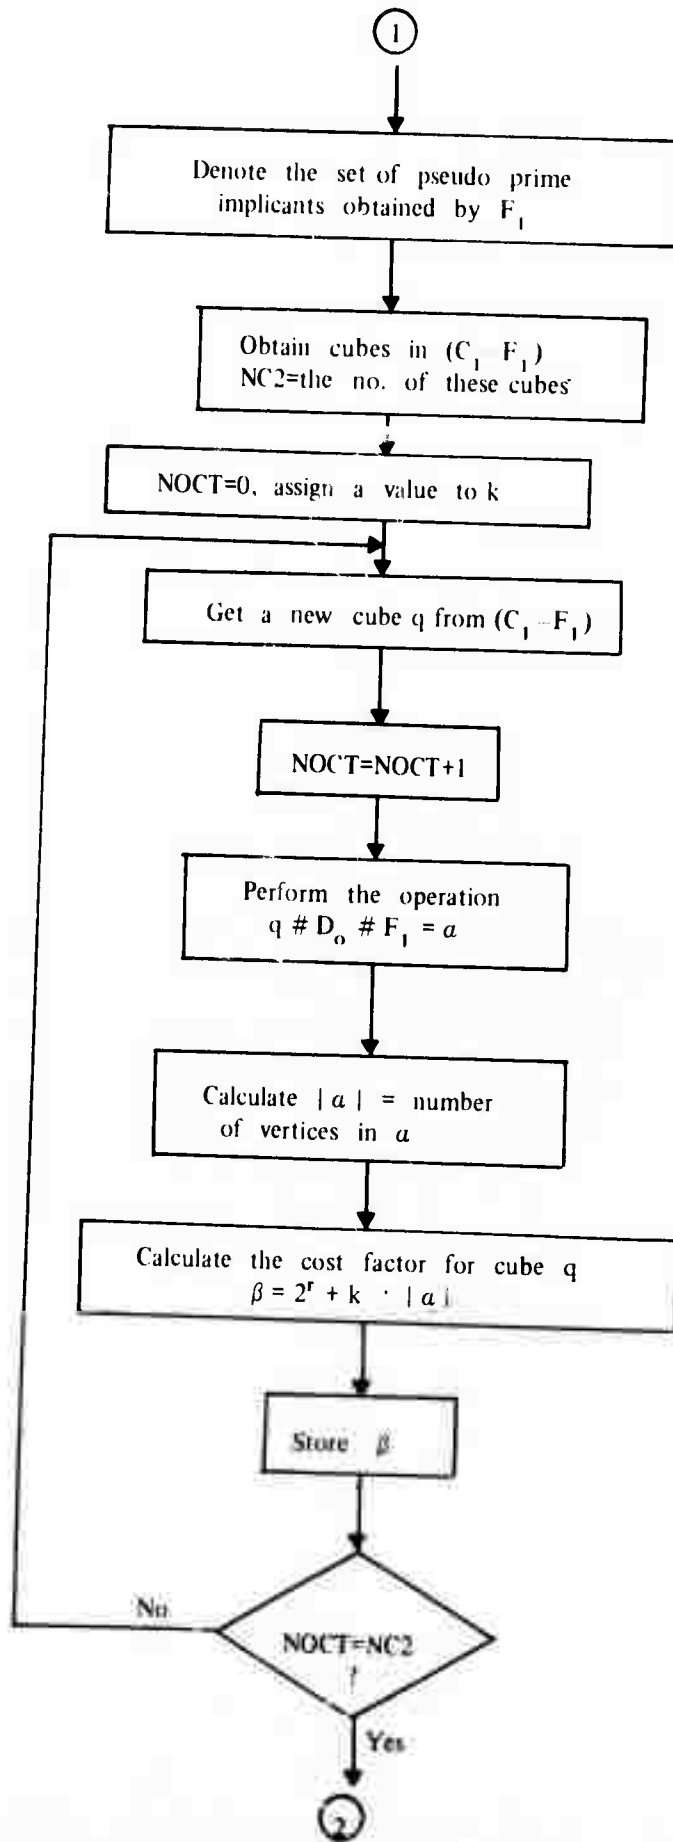 1
Denote the set of pseudo prime
implicants obtained by F₁
Obtain cubes in (C₁ F₁)
NC2=the no. of these cubes
NOCT=0, assign a value to k
Get a new cube q from (C₁ – F₁)
NOCT=NOCT+1
Perform the operation
q # Dₒ # F₁ = α
Calculate | α | = number
of vertices in α
Calculate the cost factor for cube q
β = 2ʳ + k · | α |
Store β
No
NOCT=NC2
?
Yes
2